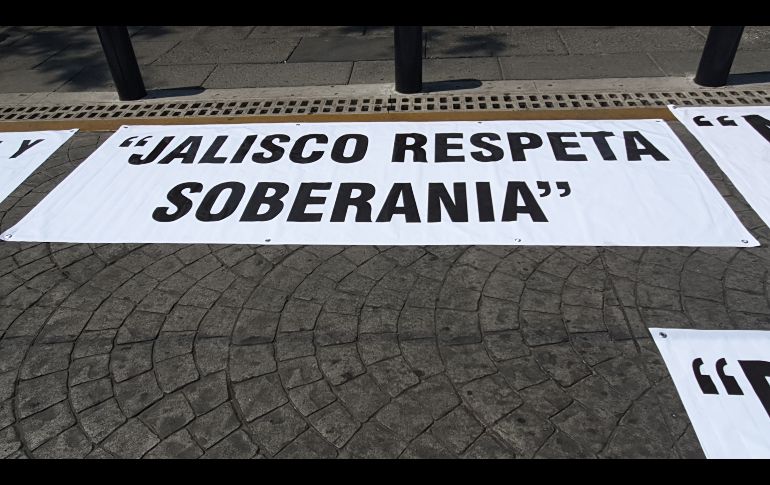 “JALISCO RESPETA
SOBERANIA”
Y